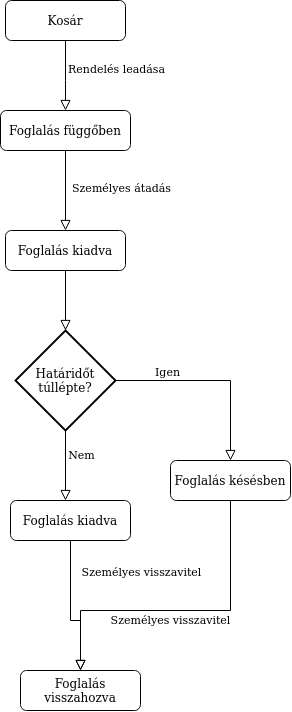 Kosár
Rendelés leadása
Foglalás függőben
Személyes átadás
Foglalás kiadva
Határidőt
túllépte?
Igen
Nem
Foglalás késésben
Foglalás kiadva
Személyes visszavitel
Személyes visszavitel
Foglalás
visszahozva